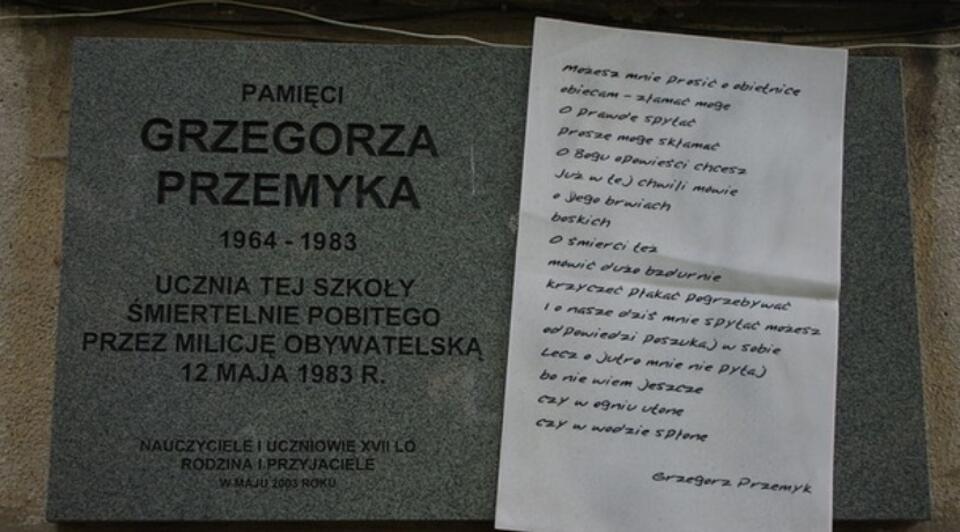 PAMIĘCI
GRZEGORZA
PRZEMYKA
1964 - 1983
UCZNIA TEJ SZKOŁY
ŚMIERTELNIE POBITEGO
PRZEZ MILICJĘ OBYWATELSKĄ
12 MAJA 1983 R.
NAUCZYCIELE I UCZNIOWIE XVII LO
RODZINA I PRZYJACIELE
W MAJU 2003 ROKU
Możesz mnie prosić o obietnice
obiecam – złamać mogę
O prawdę spytać
proszę mogę skłamać
O Bogu opowieści chcesz
Już w tej chwili mówię
o Jego brwiach
boskich
O śmierci też
mówić dużo bzdurnie
krzyczeć płakać pogrzebywać
I o nasze dziś mnie spytać możesz
odpowiedzi poszukaj w sobie
Lecz o jutro mnie nie pytaj
bo nie wiem jeszcze
czy w ogniu utonę
czy w wodzie spłonę
Grzegorz Przemyk